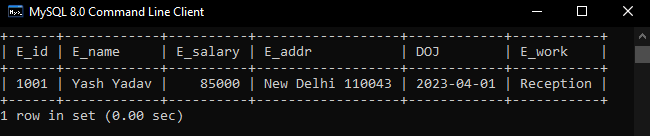 MySQL 8.0 Command Line Client
+------+------------+----------+------------------+------------+-----------+
| E_id | E_name     | E_salary | E_addr           | DOJ        | E_work    |
+------+------------+----------+------------------+------------+-----------+
| 1001 | Yash Yadav |    85000 | New Delhi 110043 | 2023-04-01 | Reception |
+------+------------+----------+------------------+------------+-----------+
1 row in set (0.00 sec)